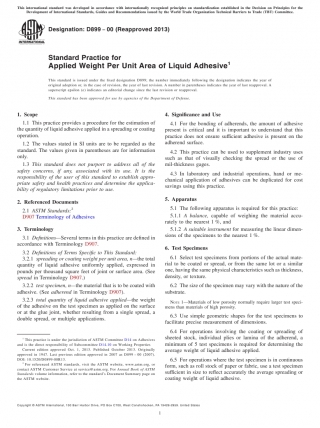 This international standard was developed in accordance with internationally recognized principles on standardization established in the Decision on Principles for the
Development of International Standards, Guides and Recommendations issued by the World Trade Organization Technical Barriers to Trade (TBT) Committee.
INTERNATIONAL
Designation: D899 − 00 (Reapproved 2013)
Standard Practice for
Applied Weight Per Unit Area of Liquid Adhesive1
This standard is issued under the fixed designation D899; the number immediately following the designation indicates the year of
original adoption or, in the case of revision, the year of last revision. A number in parentheses indicates the year of last reapproval. A
superscript epsilon (ε) indicates an editorial change since the last revision or reapproval.
This standard has been approved for use by agencies of the Department of Defense.
1. Scope
1.1 This practice provides a procedure for the estimation of
the quantity of liquid adhesive applied in a spreading or coating
operation.
1.2 The values stated in SI units are to be regarded as the
standard. The values given in parentheses are for information
only.
1.3 This standard does not purport to address all of the
safety concerns, if any, associated with its use. It is the
responsibility of the user of this standard to establish appro-
priate safety and health practices and determine the applica-
bility of regulatory limitations prior to use.
2. Referenced Documents
2.1 ASTM Standards:2
D907 Terminology of Adhesives
3. Terminology
3.1 Definitions—Several terms in this practice are defined in
accordance with Terminology D907.
3.2 Definitions of Terms Specific to This Standard:
3.2.1 spreading or coating weight per unit area, n—the total
quantity of liquid adhesive uniformly applied, expressed in
pounds per thousand square feet of joint or surface area. (See
spread in Terminology D907.)
3.2.2 test specimen, n—the material that is to be coated with
adhesive. (See adherend in Terminology D907).
3.2.3 total quantity of liquid adhesive applied—the weight
of the adhesive on the test specimen as applied on the surface
or at the glue joint, whether resulting from a single spread, a
double spread, or multiple applications.
1 This practice is under the jurisdiction of ASTM Committee D14 on Adhesives
and is the direct responsibility of Subcommittee D14.10 on Working Properties.
Current edition approved Oct. 1, 2013. Published October 2013. Originally
approved in 1947. Last previous edition approved in 2007 as D899 – 00 (2007).
DOI: 10.1520/D0899-00R13.
2 For referenced ASTM standards, visit the ASTM website, www.astm.org, or
contact ASTM Customer Service at service@astm.org. For Annual Book of ASTM
Standards volume information, refer to the standard's Document Summary page on
the ASTM website.
4. Significance and Use
4.1 For the bonding of adherends, the amount of adhesive
present is critical and it is important to understand that this
practice does not ensure sufficient adhesive is present on the
adherend surface.
4.2 This practice can be used to supplement industry uses
such as that of visually checking the spread or the use of
mil-thickness gages.
4.3 In laboratory and industrial operations, hand or me-
chanical application of adhesives can be duplicated for cost
savings using this practice.
5. Apparatus
5.1 The following apparatus is required for this practice:
5.1.1 A balance, capable of weighing the material accu-
rately to the nearest 1 %, and
5.1.2 A suitable instrument for measuring the linear dimen-
sions of the specimens to the nearest 1 %.
6. Test Specimens
6.1 Select test specimens from portions of the actual mate-
rial to be coated or spread, or from the same lot or a similar
one, having the same physical characteristics such as thickness,
density, or texture.
6.2 The size of the specimen may vary with the nature of the
substrate.
NOTE 1—Materials of low porosity normally require larger test speci-
mens than materials of high porosity.
6.3 Use simple geometric shapes for the test specimens to
facilitate precise measurement of dimensions.
6.4 For operations involving the coating or spreading of
sheeted stock, individual plies or lamina of the adherend, a
minimum of 5 test specimens is required for determining the
average weight of liquid adhesive applied.
6.5 For operations where the test specimen is in continuous
form, such as roll stock of paper or fabric, use a test specimen
sufficient in size to reflect accurately the average spreading or
coating weight of liquid adhesive.
Copyright © ASTM International, 100 Barr Harbor Drive, PO Box C700, West Conshohocken, PA 19428-2959. United States
1